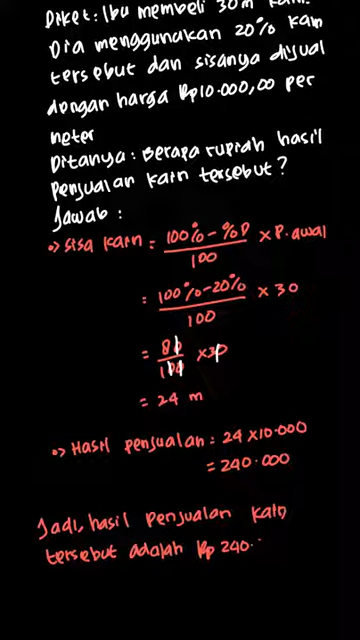 Diket: Ibu membeli 30m kain.
Dia menggunakan 20% kain
tersebut dan sisanya dijual
dengan harga Rp10.000,00 per
meter
Ditanya: Berapa rupiah hasil
penjualan kain tersebut?
Jawab:
=> Sisa kain = 100% - %P / 100 × P. awal
= 100% - 20% / 100 × 30
= 80 / 100 × 30
= 24 m
=> Hasil penjualan = 24 × 10.000
= 240.000
Jadi, hasil penjualan kain
tersebut adalah Rp 240.